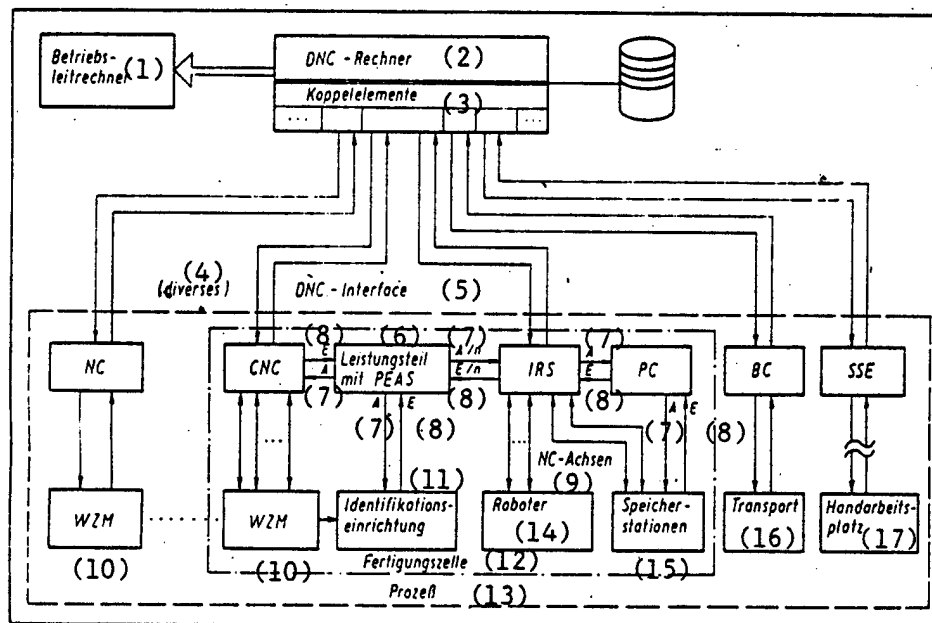 Betriebs-
leitrechner (1)
DNC-Rechner (2)
Koppelelemente
(3)
... ...
(4)
(diverses)
DNC-Interface (5)
(8) (6) (7) (7)
NC
CNC
E
A
Leistungsteil
mit PEAS
A/n
E/n
IRS
A
E
PC
BC
SSE
(7) (8) (8)
A E
(7) (8)
A E
(7) (8)
...
...
NC-Achsen
(9)
(11)
WZM
WZM
Identifikations-
einrichtung
Roboter
(14)
Speicher-
stationen
Transport
(16)
Handarbeits-
platz (17)
(10)
(10)
Fertigungszelle (12)
(15)
Prozeß (13)